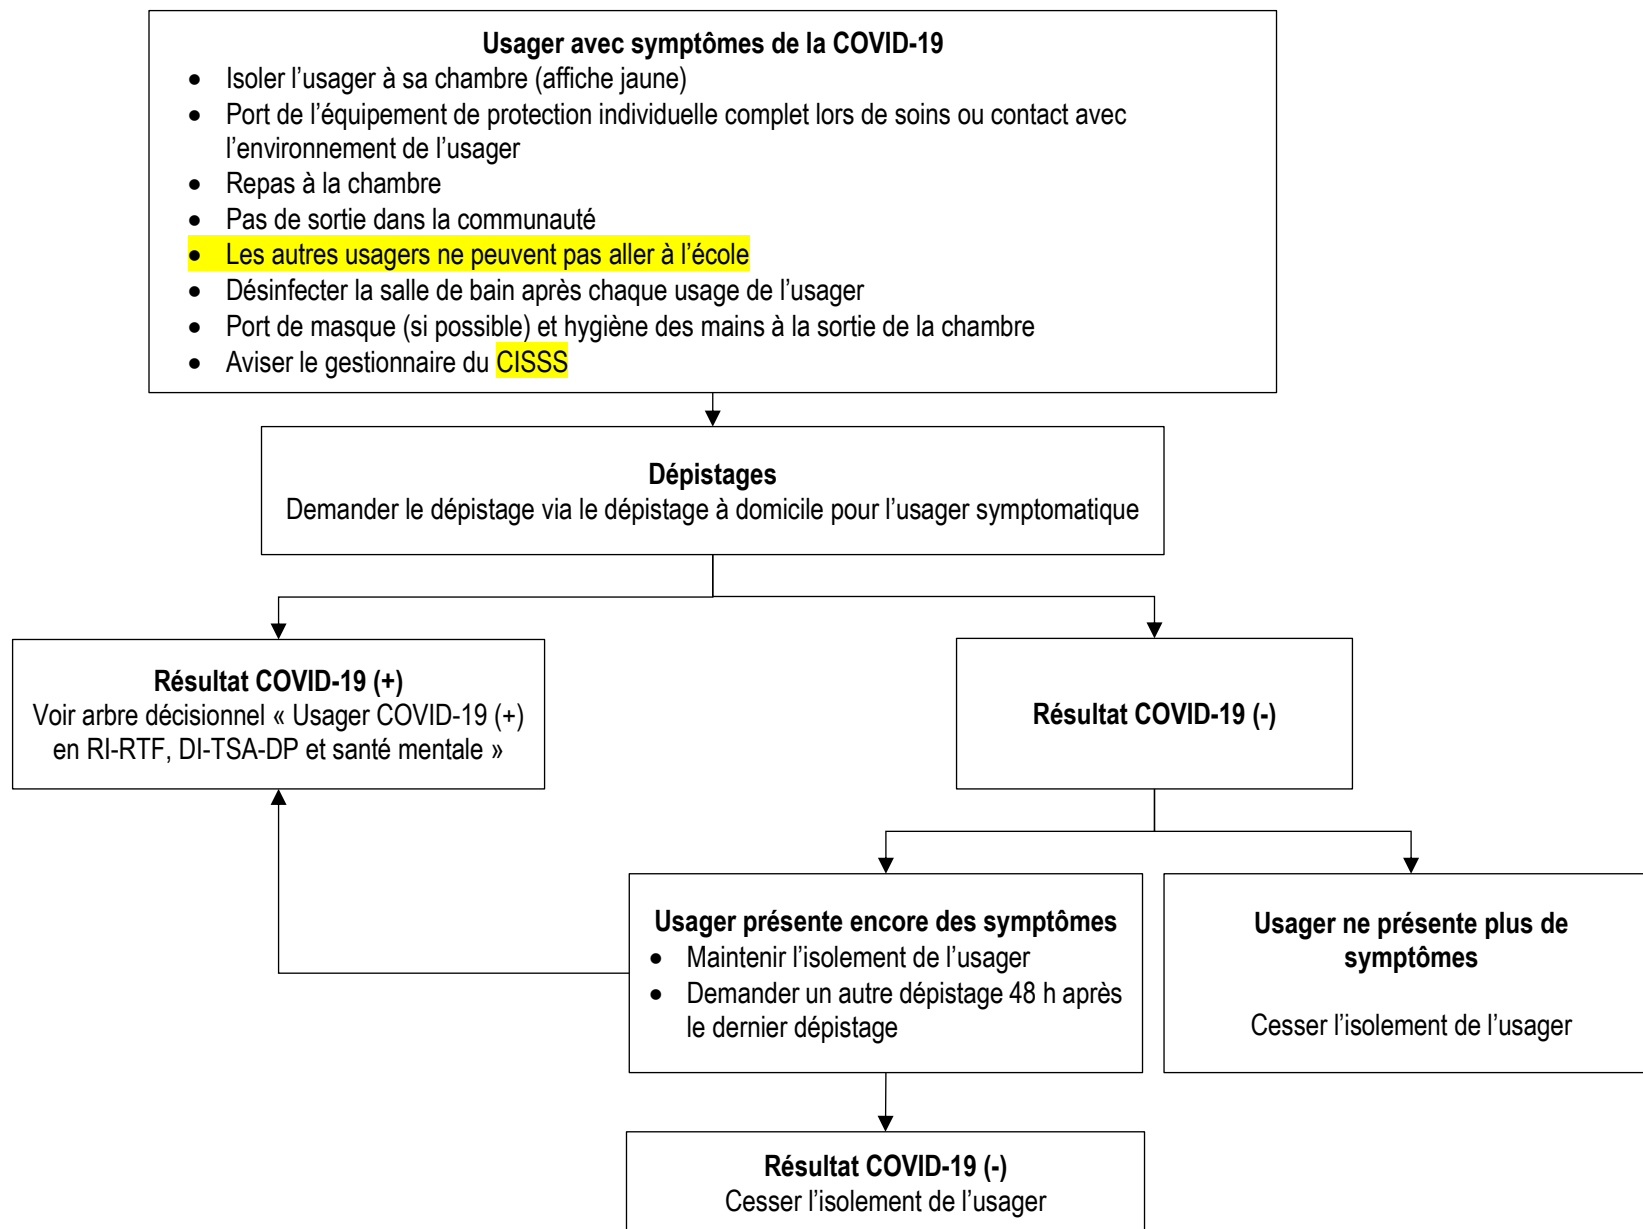 Usager avec symptômes de la COVID-19
• Isoler l’usager à sa chambre (affiche jaune)
• Port de l’équipement de protection individuelle complet lors de soins ou contact avec
l’environnement de l’usager
• Repas à la chambre
• Pas de sortie dans la communauté
• Les autres usagers ne peuvent pas aller à l’école
• Désinfecter la salle de bain après chaque usage de l’usager
• Port de masque (si possible) et hygiène des mains à la sortie de la chambre
• Aviser le gestionnaire du CISSS
Dépistages
Demander le dépistage via le dépistage à domicile pour l’usager symptomatique
Résultat COVID-19 (+)
Voir arbre décisionnel « Usager COVID-19 (+)
en RI-RTF, DI-TSA-DP et santé mentale »
Résultat COVID-19 (-)
Usager présente encore des symptômes
• Maintenir l’isolement de l’usager
• Demander un autre dépistage 48 h après
le dernier dépistage
Usager ne présente plus de
symptômes
Cesser l’isolement de l’usager
Résultat COVID-19 (-)
Cesser l’isolement de l’usager